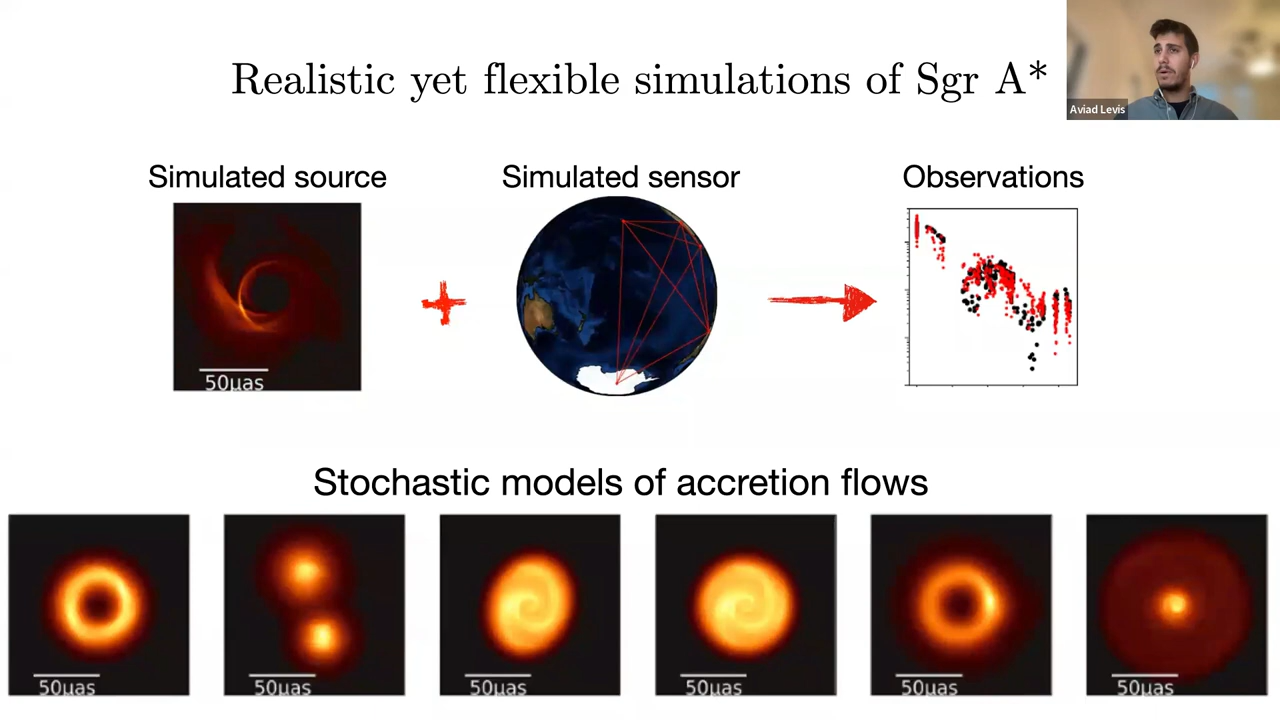 Realistic yet flexible simulations of Sgr A*
Aviad Levis
Simulated source
Simulated sensor
Observations
50μas
Stochastic models of accretion flows
50μas
50μas
50μas
50μas
50μas
50μas